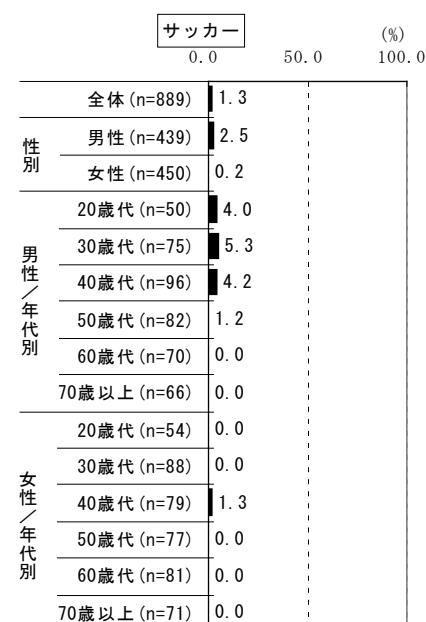 サッカー
(%)
0.0 50.0 100.0
全体(n=889) 1.3
性別
男性(n=439) 2.5
女性(n=450) 0.2
男性／年代別
20歳代(n=50) 4.0
30歳代(n=75) 5.3
40歳代(n=96) 4.2
50歳代(n=82) 1.2
60歳代(n=70) 0.0
70歳以上(n=66) 0.0
女性／年代別
20歳代(n=54) 0.0
30歳代(n=88) 0.0
40歳代(n=79) 1.3
50歳代(n=77) 0.0
60歳代(n=81) 0.0
70歳以上(n=71) 0.0